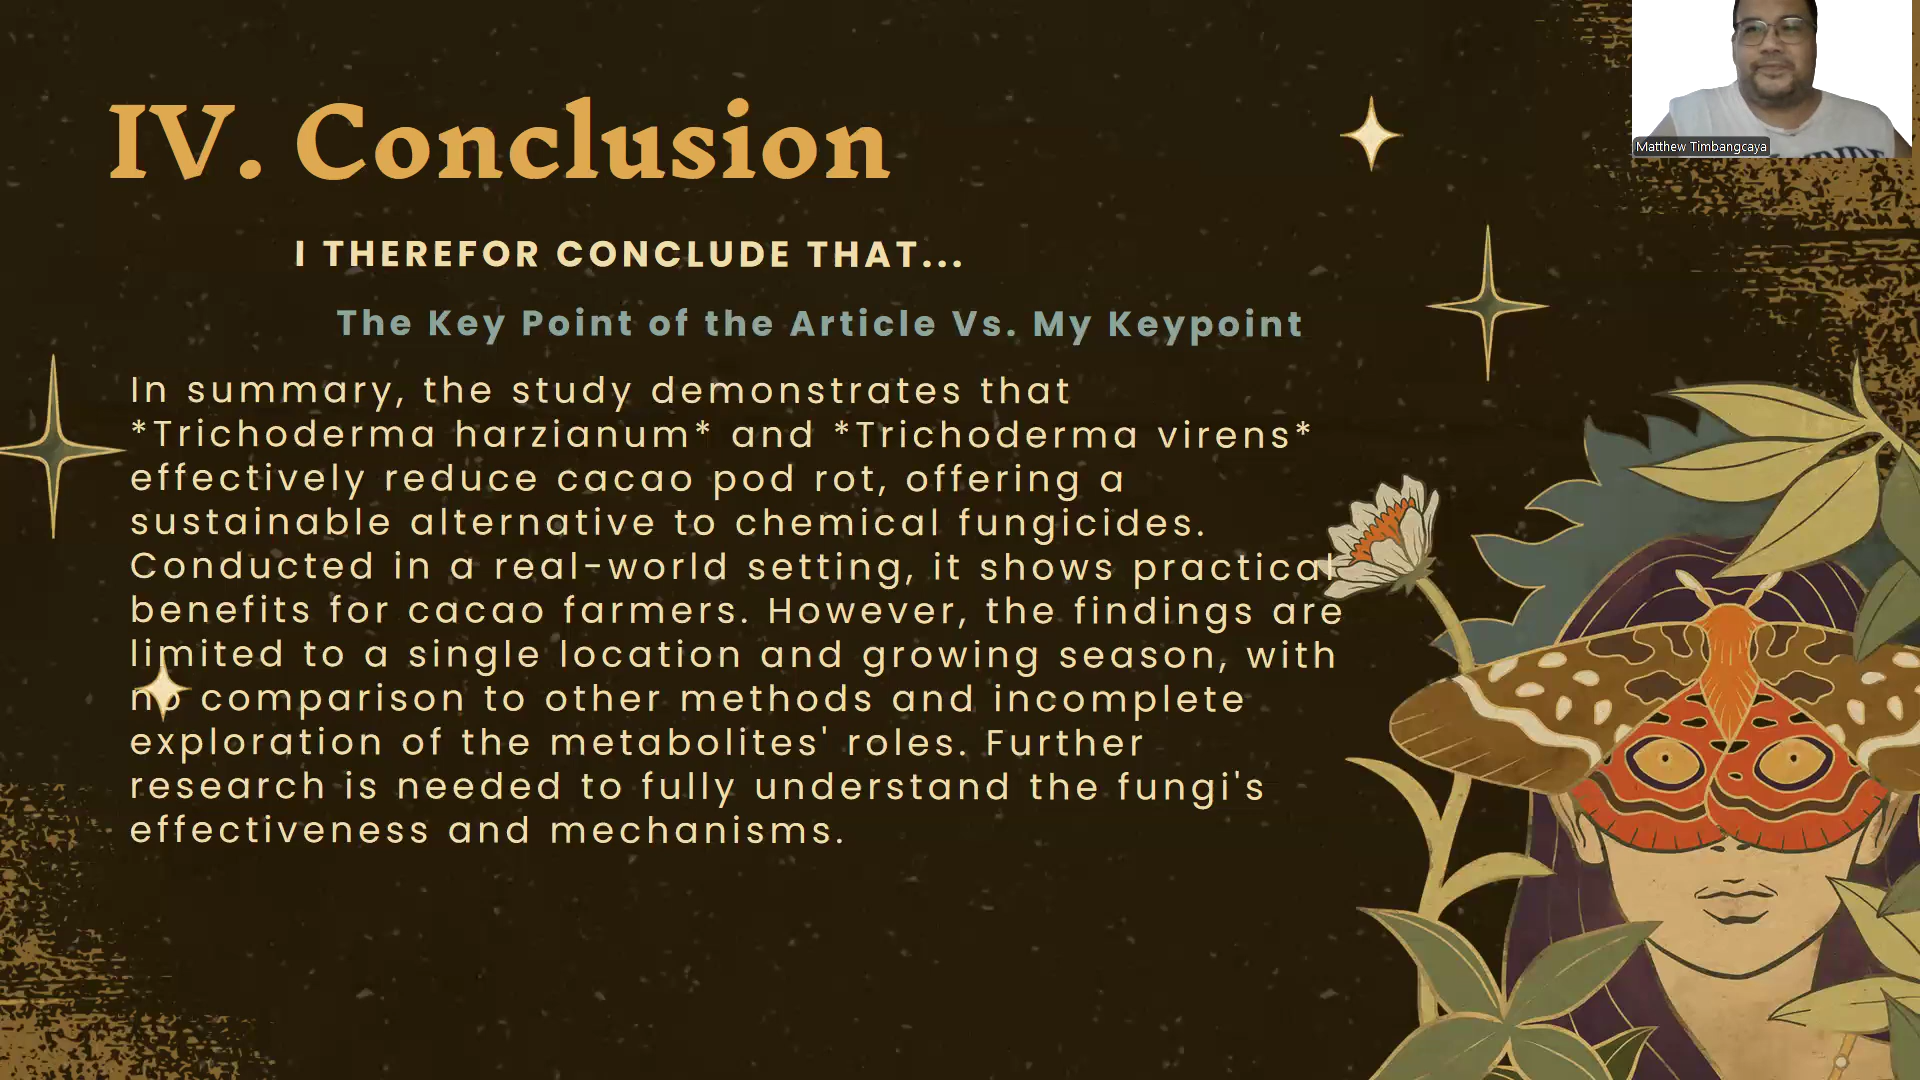 IV. Conclusion
I THEREFOR CONCLUDE THAT...
The Key Point of the Article Vs. My Keypoint
In summary, the study demonstrates that
*Trichoderma harzianum* and *Trichoderma virens*
effectively reduce cacao pod rot, offering a
sustainable alternative to chemical fungicides.
Conducted in a real-world setting, it shows practical
benefits for cacao farmers. However, the findings are
limited to a single location and growing season, with
no comparison to other methods and incomplete
exploration of the metabolites' roles. Further
research is needed to fully understand the fungi's
effectiveness and mechanisms.
Matthew Timbangcaya